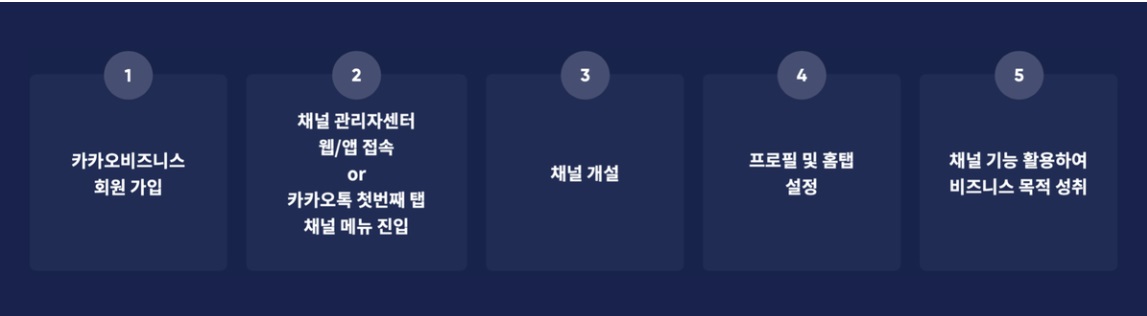 1
카카오비즈니스
회원 가입
2
채널 관리자센터
웹/앱 접속
or
카카오톡 첫번째 탭
채널 메뉴 진입
3
채널 개설
4
프로필 및 홈탭
설정
5
채널 기능 활용하여
비즈니스 목적 성취